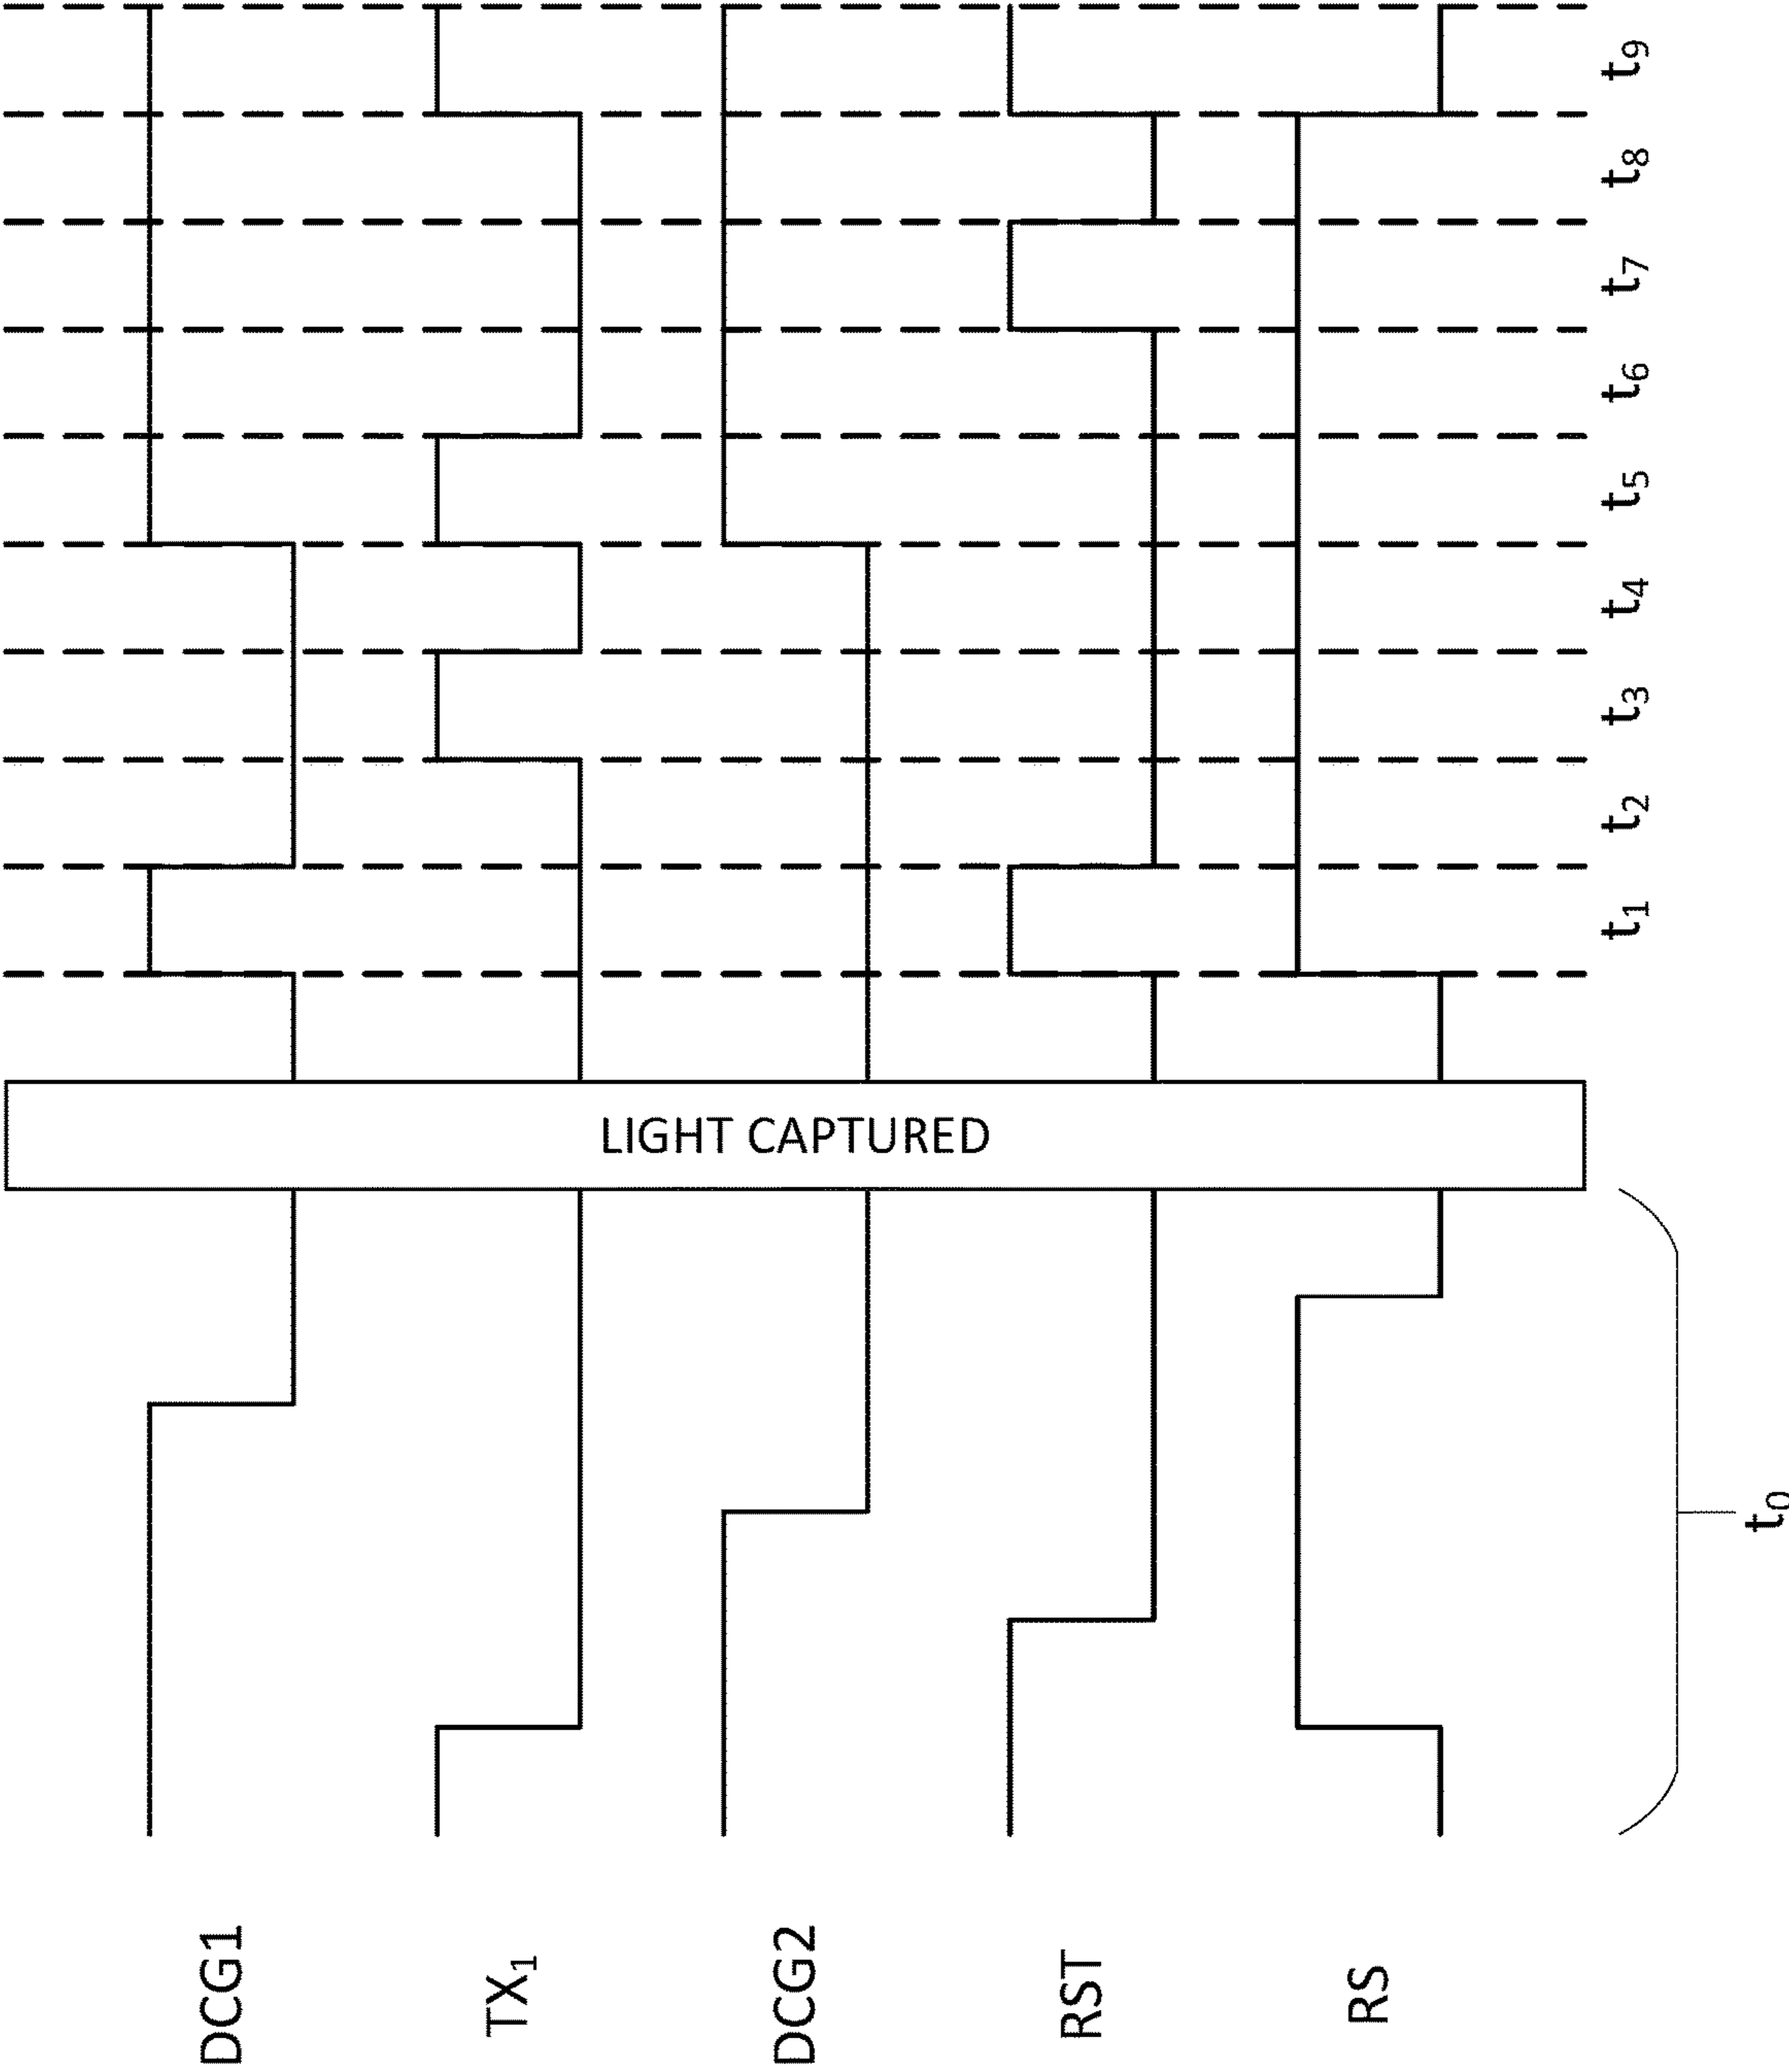 DCG1
TX₁
DCG2
RST
RS
LIGHT CAPTURED
t₀
t₁
t₂
t₃
t₄
t₅
t₆
t₇
t₈
t₉